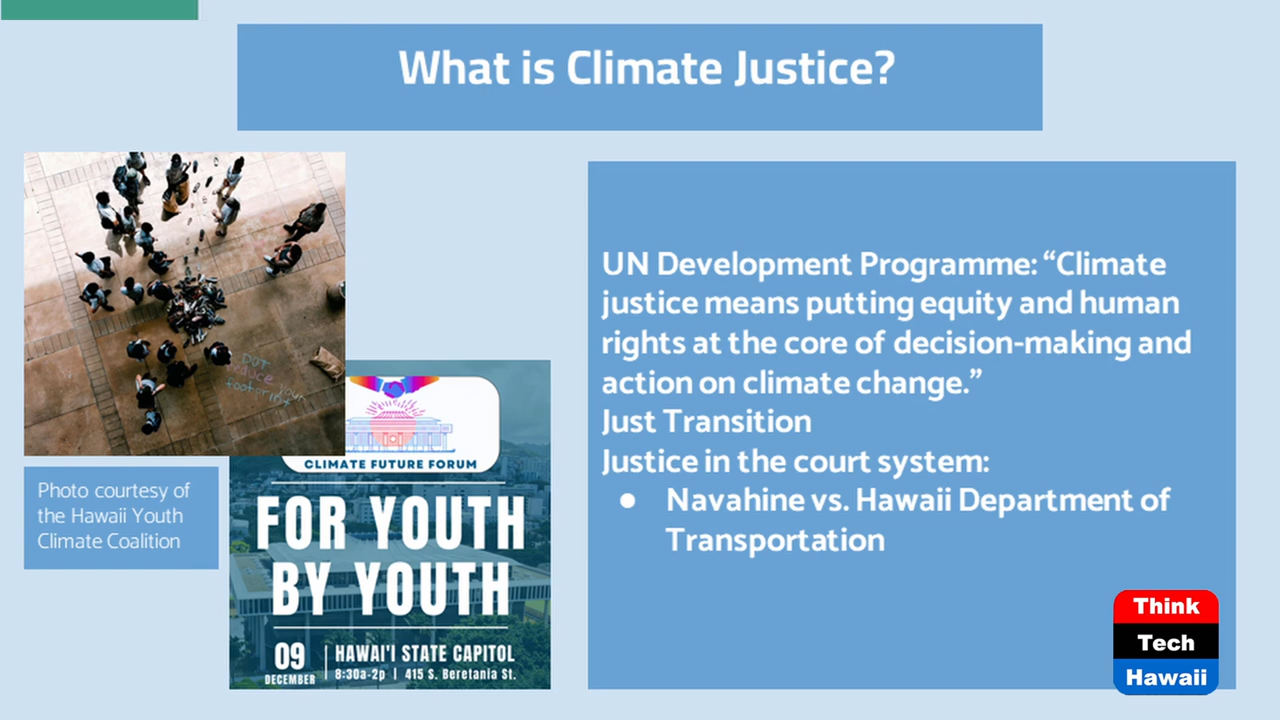 What is Climate Justice?
DOT
your
footprint
Photo courtesy of
the Hawaii Youth
Climate Coalition
CLIMATE FUTURE FORUM
FOR YOUTH
BY YOUTH
09
DECEMBER
HAWAI'I STATE CAPITOL
8:30a-2p | 415 S. Beretania St.
UN Development Programme: “Climate
justice means putting equity and human
rights at the core of decision-making and
action on climate change.”
Just Transition
Justice in the court system:
● Navahine vs. Hawaii Department of
Transportation
Think
Tech
Hawaii